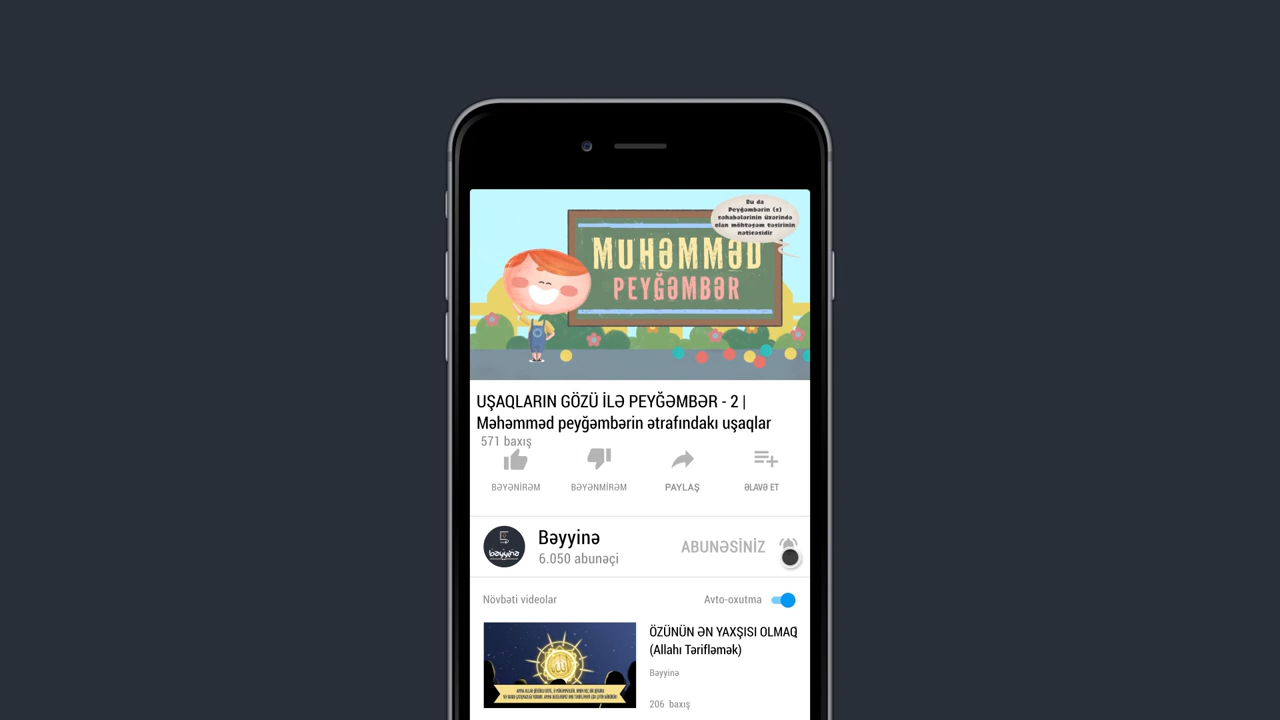 Bu da
Peyğəmbərin (s)
səhabələrinin üzərində
olan möhtəşəm təsirinin
nəticəsidir
MUHƏMMƏD
PEYĞƏMBƏR
UŞAQLARIN GÖZÜ İLƏ PEYĞƏMBƏR - 2 |
Məhəmməd peyğəmbərin ətrafındakı uşaqlar
571 baxış
BƏYƏNİRƏM BƏYƏNMİRƏM PAYLAŞ ƏLAVƏ ET
bəyyinə
Bəyyinə
6.050 abunəçi
ABUNƏSİNİZ
Növbəti videolar
Avto-oxutma
ÖZÜNÜN ƏN YAXŞISI OLMAQ
(Allahı Tərifləmək)
Bəyyinə
206 baxış